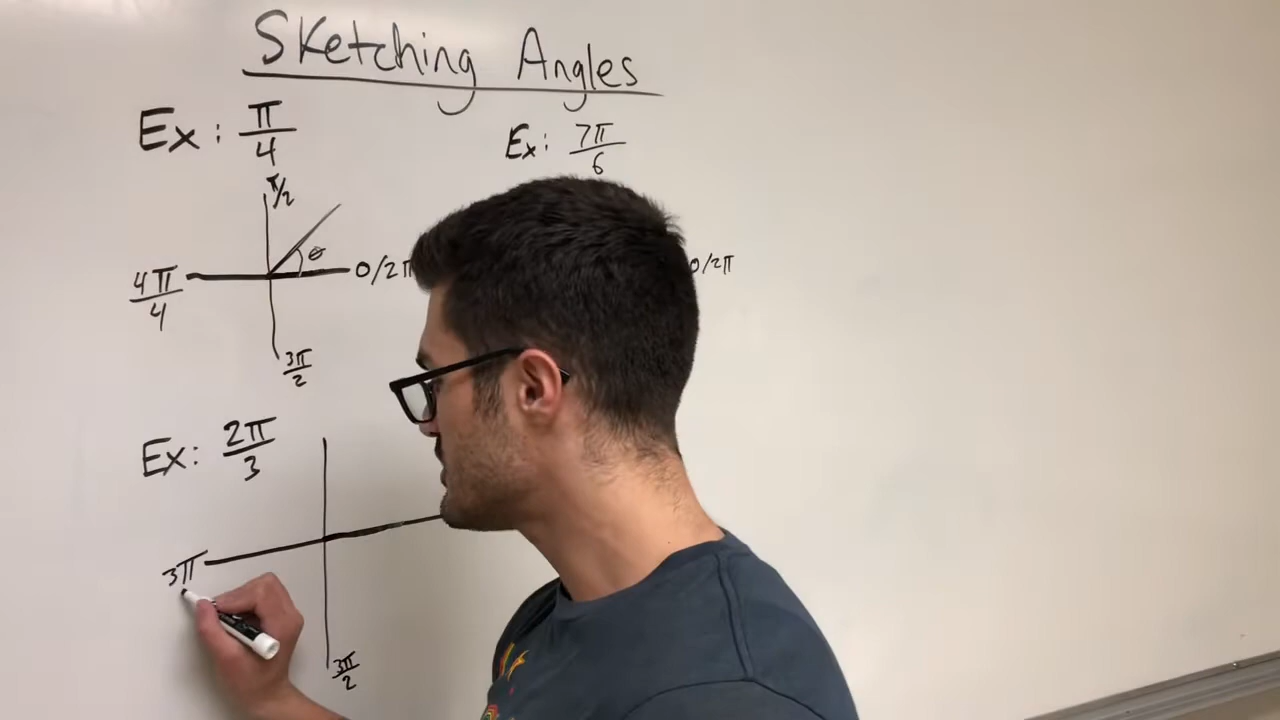 Sketching Angles
Ex: π/4
π/2
θ
0/2π
4π/4
3π/2
Ex: 7π/6
0/2π
Ex: 2π/3
3π
3π/2